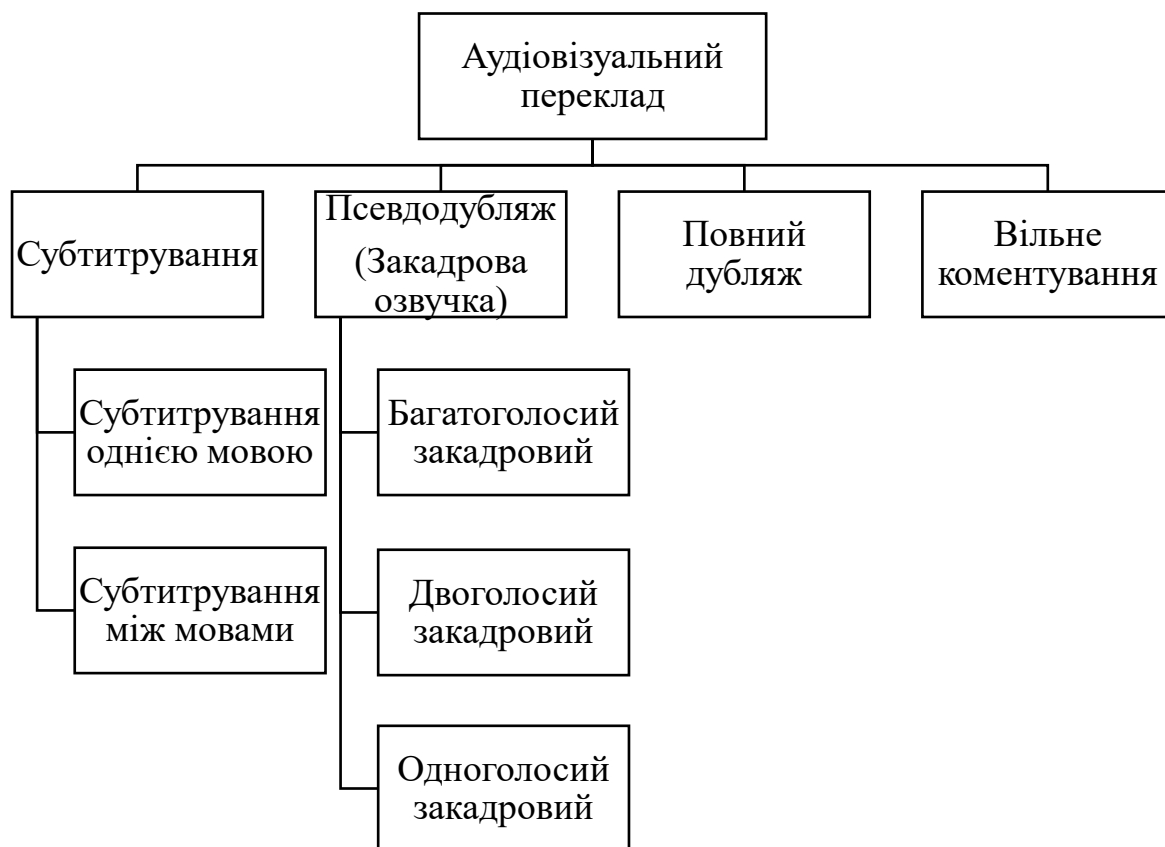 Аудіовізуальний
переклад
Субтитрування
Псевдодубляж
(Закадрова
озвучка)
Повний
дубляж
Вільне
коментування
Субтитрування
однією мовою
Субтитрування
між мовами
Багатоголосий
закадровий
Двоголосий
закадровий
Одноголосий
закадровий